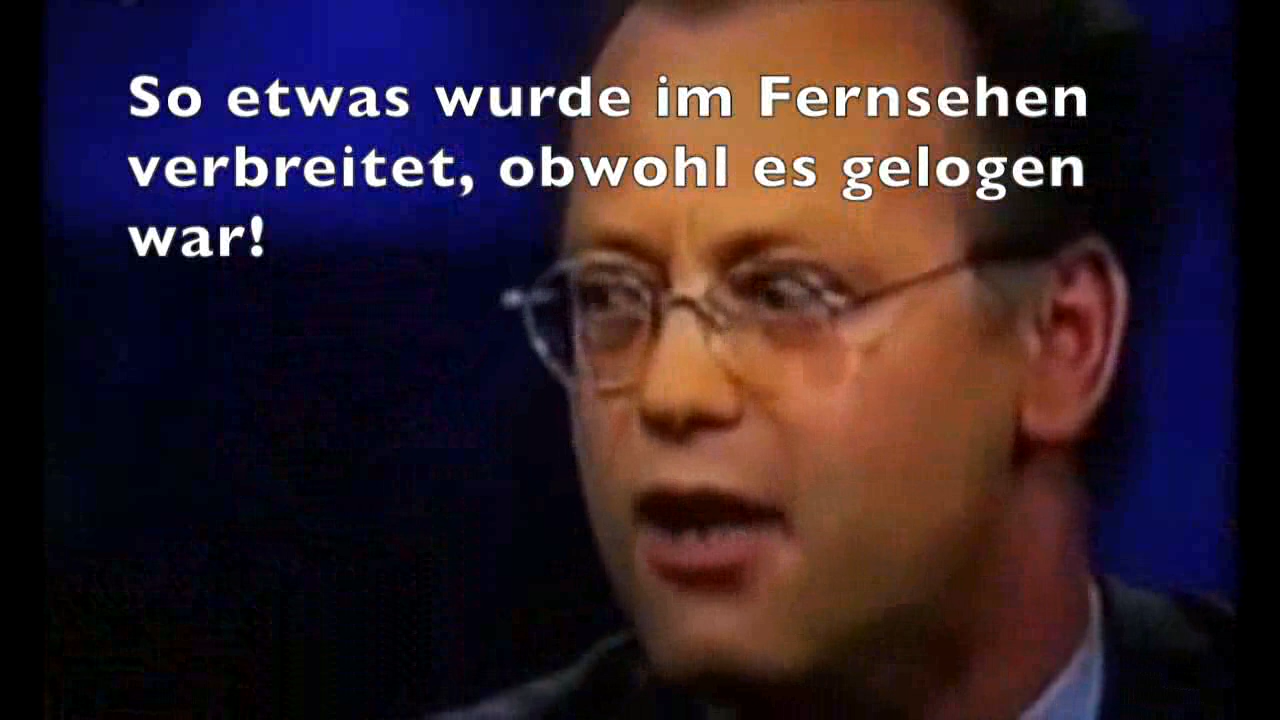 So etwas wurde im Fernsehen
verbreitet, obwohl es gelogen
war!